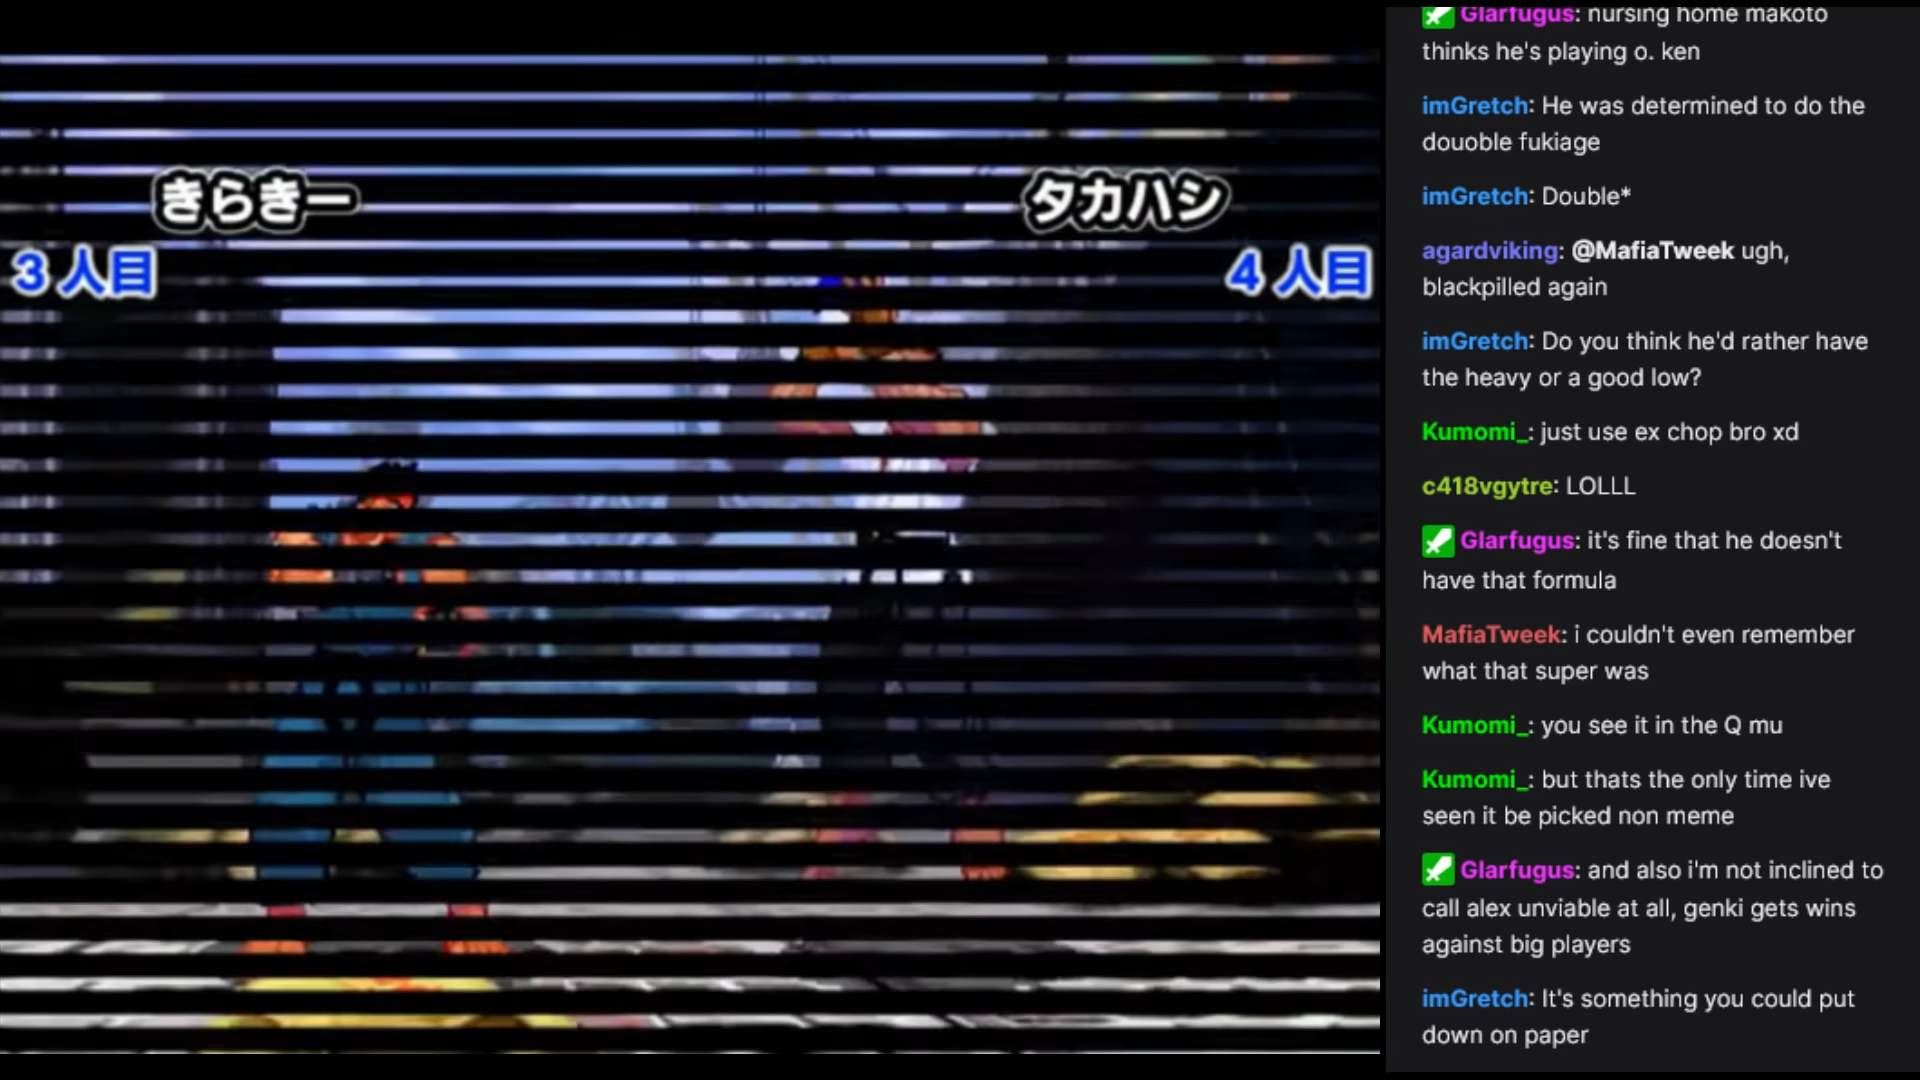 きらきー
タカハシ
3人目
4人目
Glarfugus: nursing home makoto
thinks he's playing o. ken
imGretch: He was determined to do the
douoble fukiage
imGretch: Double*
agardviking: @MafiaTweek ugh,
blackpilled again
imGretch: Do you think he'd rather have
the heavy or a good low?
Kumomi_: just use ex chop bro xd
c418vgytre: LOLLL
Glarfugus: it's fine that he doesn't
have that formula
MafiaTweek: i couldn't even remember
what that super was
Kumomi_: you see it in the Q mu
Kumomi_: but thats the only time ive
seen it be picked non meme
Glarfugus: and also i'm not inclined to
call alex unviable at all, genki gets wins
against big players
imGretch: It's something you could put
down on paper